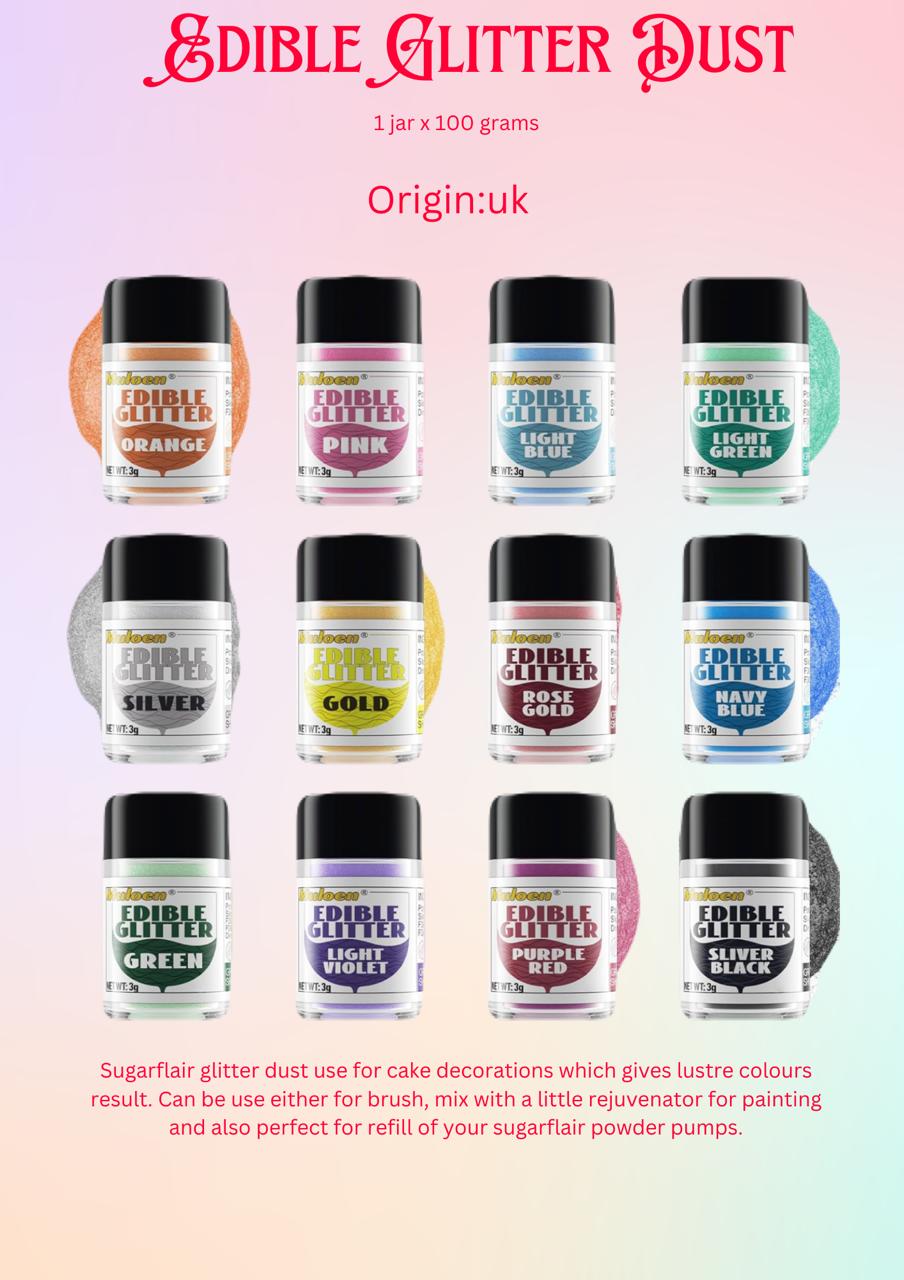 EDIBLE GLITTER DUST
1 jar x 100 grams
Origin:uk
EDIBLE
GLITTER
ORANGE
NET WT: 3g
EDIBLE
GLITTER
PINK
NET WT: 3g
EDIBLE
GLITTER
LIGHT
BLUE
NET WT: 3g
EDIBLE
GLITTER
LIGHT
GREEN
NET WT: 3g
EDIBLE
GLITTER
SILVER
NET WT: 3g
EDIBLE
GLITTER
GOLD
NET WT: 3g
EDIBLE
GLITTER
ROSE
GOLD
NET WT: 3g
EDIBLE
GLITTER
NAVY
BLUE
NET WT: 3g
EDIBLE
GLITTER
GREEN
NET WT: 3g
EDIBLE
GLITTER
LIGHT
VIOLET
NET WT: 3g
EDIBLE
GLITTER
PURPLE
RED
NET WT: 3g
EDIBLE
GLITTER
SLIVER
BLACK
NET WT: 3g
Sugarflair glitter dust use for cake decorations which gives lustre colours
result. Can be use either for brush, mix with a little rejuvenator for painting
and also perfect for refill of your sugarflair powder pumps.